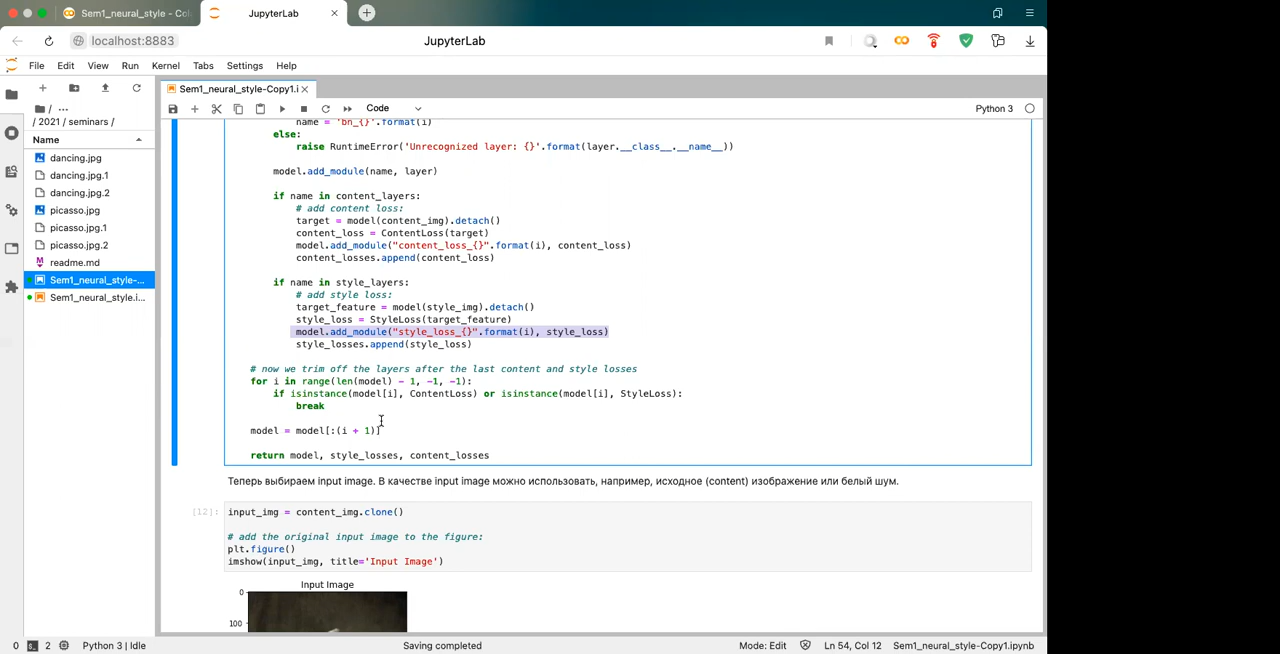 Sem1_neural_style - Col
JupyterLab
localhost:8883
JupyterLab
File Edit View Run Kernel Tabs Settings Help
Sem1_neural_style-Copy1.i
Code
Python 3
/ ...
/ 2021 / seminars /
Name
dancing.jpg
dancing.jpg.1
dancing.jpg.2
picasso.jpg
picasso.jpg.1
picasso.jpg.2
readme.md
Sem1_neural_style-...
Sem1_neural_style.i...
name = 'bn_{}'.format(i)
else:
raise RuntimeError('Unrecognized layer: {}'.format(layer.__class__.__name__))
model.add_module(name, layer)
if name in content_layers:
# add content loss:
target = model(content_img).detach()
content_loss = ContentLoss(target)
model.add_module("content_loss_{}".format(i), content_loss)
content_losses.append(content_loss)
if name in style_layers:
# add style loss:
target_feature = model(style_img).detach()
style_loss = StyleLoss(target_feature)
model.add_module("style_loss_{}".format(i), style_loss)
style_losses.append(style_loss)
# now we trim off the layers after the last content and style losses
for i in range(len(model) - 1, -1, -1):
if isinstance(model[i], ContentLoss) or isinstance(model[i], StyleLoss):
break
model = model[:(i + 1)]
return model, style_losses, content_losses
Теперь выбираем input image. В качестве input image можно использовать, например, исходное (content) изображение или белый шум.
[12]:
input_img = content_img.clone()
# add the original input image to the figure:
plt.figure()
imshow(input_img, title='Input Image')
Input Image
0
100
0 2 Python 3 | Idle
Saving completed
Mode: Edit Ln 54, Col 12 Sem1_neural_style-Copy1.ipynb